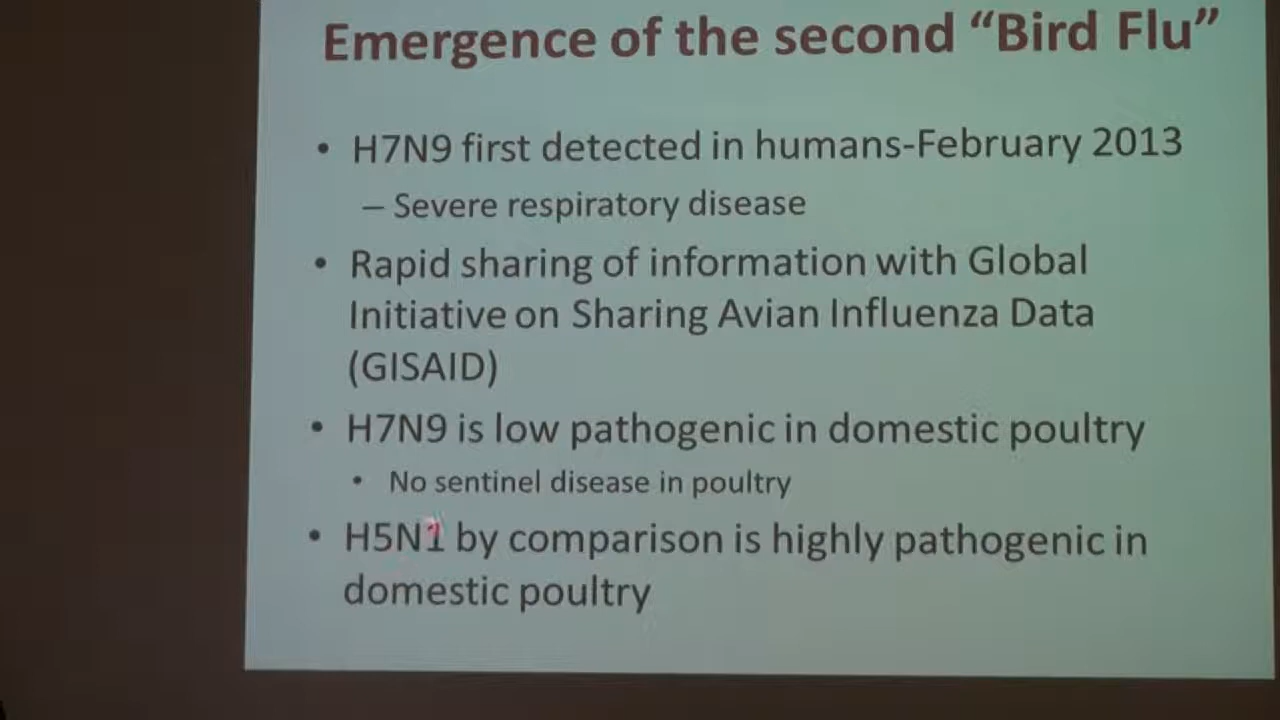 Emergence of the second “Bird Flu”
• H7N9 first detected in humans-February 2013
– Severe respiratory disease
• Rapid sharing of information with Global
Initiative on Sharing Avian Influenza Data
(GISAID)
• H7N9 is low pathogenic in domestic poultry
• No sentinel disease in poultry
• H5N1 by comparison is highly pathogenic in
domestic poultry